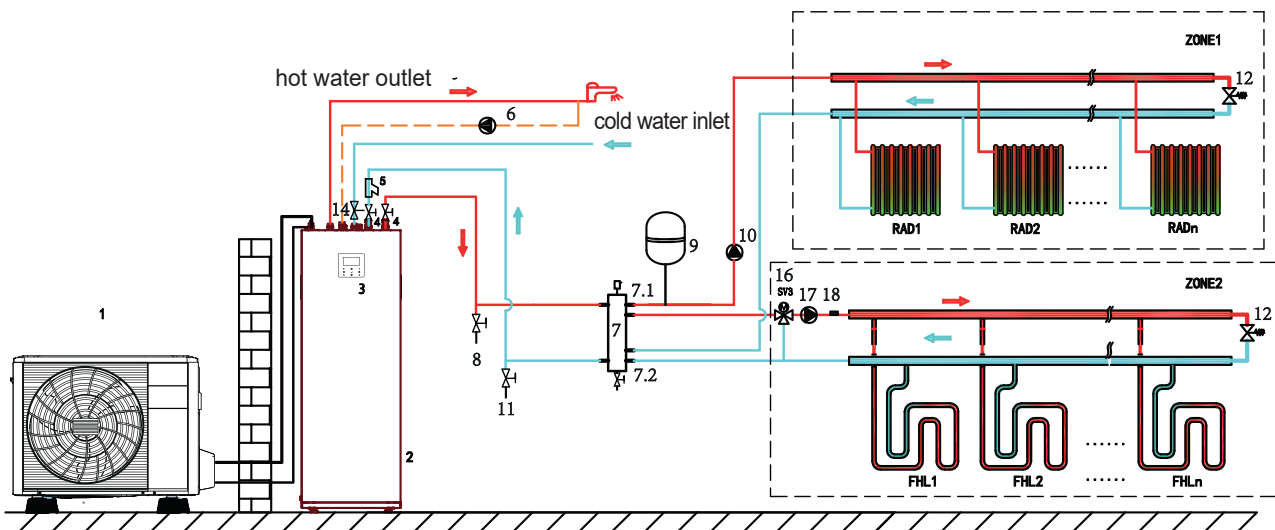 ZONE1
hot water outlet
12
6
cold water inlet
5
14
4
4
RAD1
RAD2
......
......
RADn
9
10
3
16
SV3
17
18
ZONE2
7.1
1
12
7
8
7.2
11
2
......
......
FHL1
FHL2
FHLn